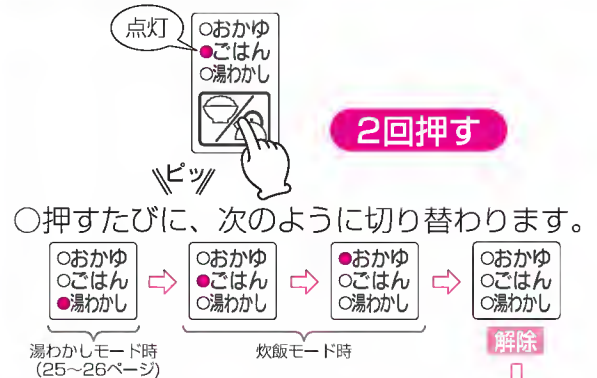 点灯
○おかゆ
●ごはん
○湯わかし
2回押す
ピッ
○押すたびに、次のように切り替わります。
○おかゆ
○ごはん
●湯わかし
○おかゆ
●ごはん
○湯わかし
●おかゆ
○ごはん
○湯わかし
○おかゆ
○ごはん
○湯わかし
湯わかしモード時
(25~26ページ)
炊飯モード時
解除